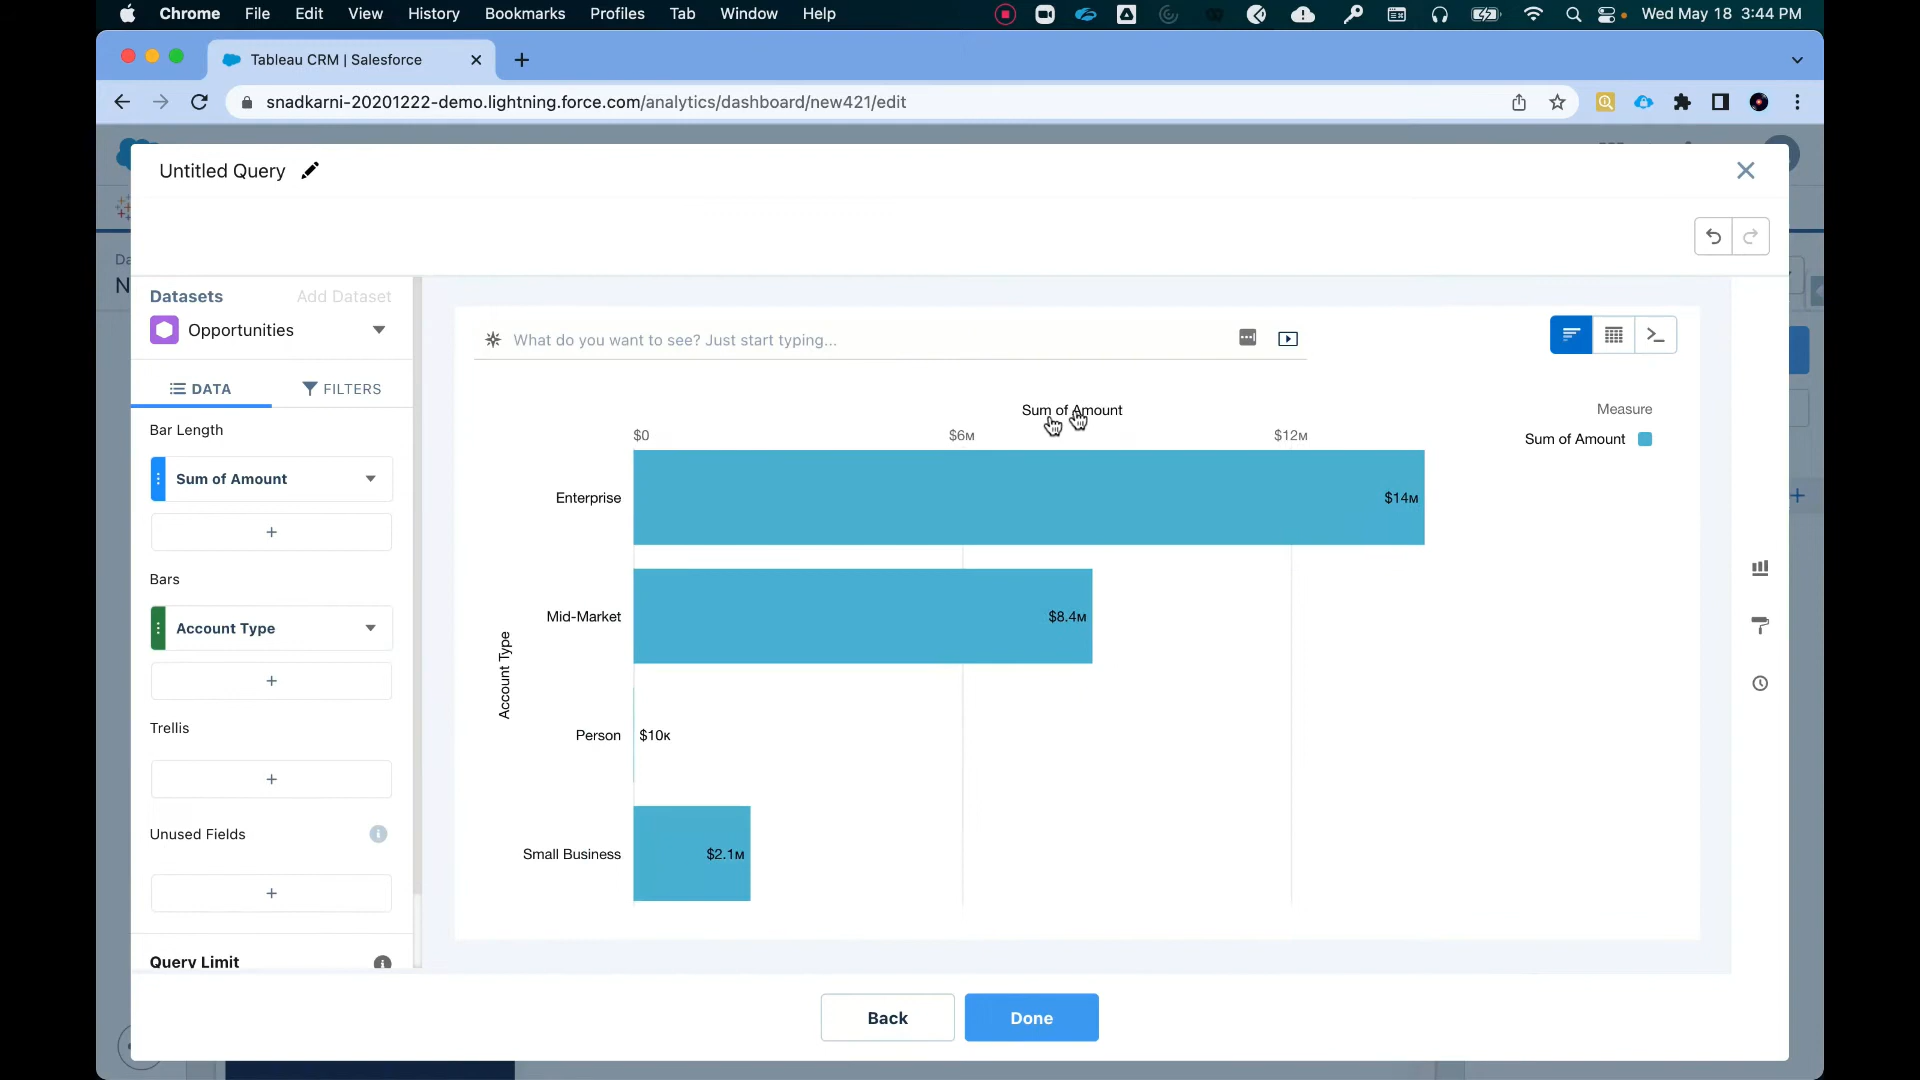 Chrome File Edit View History Bookmarks Profiles Tab Window Help Wed May 18 3:44 PM
Tableau CRM | Salesforce
snadkarni-20201222-demo.lightning.force.com/analytics/dashboard/new421/edit
Untitled Query
Da
N
Datasets Add Dataset
Opportunities
DATA FILTERS
Bar Length
Sum of Amount
Bars
Account Type
Trellis
Unused Fields
Query Limit
What do you want to see? Just start typing...
Sum of Amount
$0 $6M $12M
Measure
Sum of Amount
Account Type
Enterprise $14M
Mid-Market $8.4M
Person $10K
Small Business $2.1M
Back Done